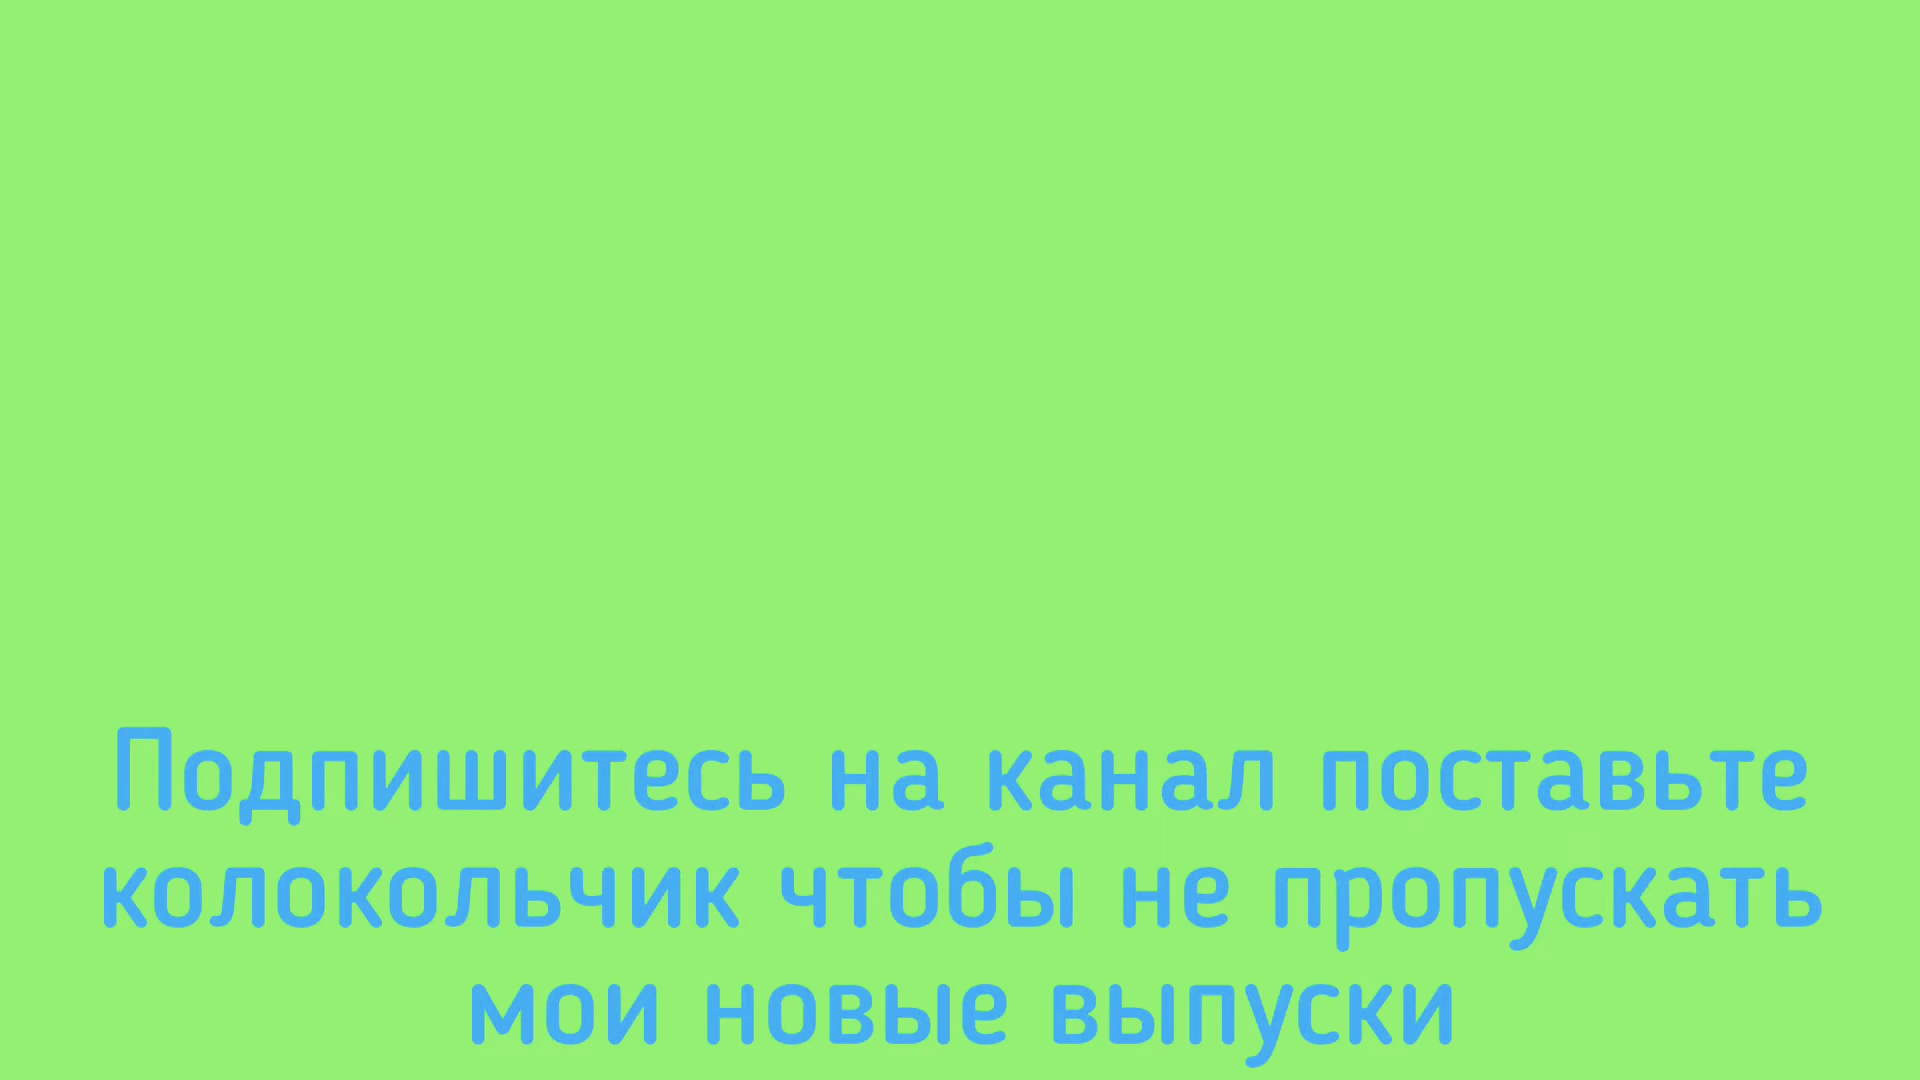 Подпишитесь на канал поставьте
колокольчик чтобы не пропускать
мои новые выпуски